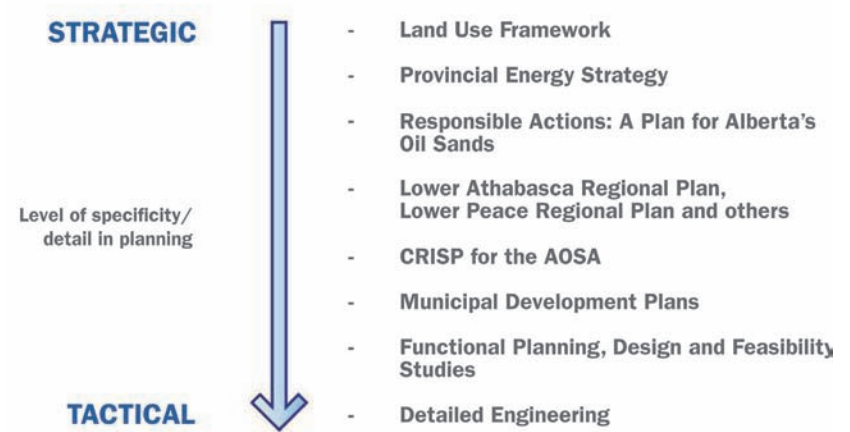 STRATEGIC
- Land Use Framework
- Provincial Energy Strategy
- Responsible Actions: A Plan for Alberta's
Oil Sands
Level of specificity/
detail in planning
- Lower Athabasca Regional Plan,
Lower Peace Regional Plan and others
- CRISP for the AOSA
- Municipal Development Plans
- Functional Planning, Design and Feasibility
Studies
TACTICAL
- Detailed Engineering